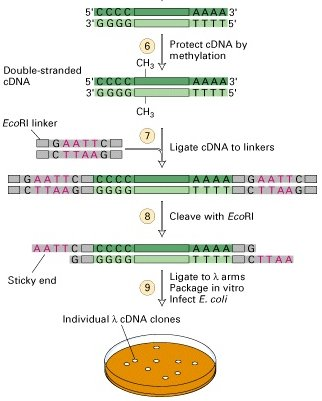 5' CCCC AAAA 3'
3' GGGG TTTT 5'
6 Protect cDNA by
methylation
CH3
Double-stranded
cDNA
5' CCCC AAAA 3'
3' GGGG TTTT 5'
CH3
EcoRI linker
GAATTC
CTTAAG
7 Ligate cDNA to linkers
GAATTC CCCC AAAA GAATTC
CTTAAG GGGG TTTT CTTAAG
8 Cleave with EcoRI
AATTC CCCC AAAA G
G GGGG TTTT CTTAA
Sticky end
9 Ligate to λ arms
Package in vitro
Infect E. coli
Individual λ cDNA clones